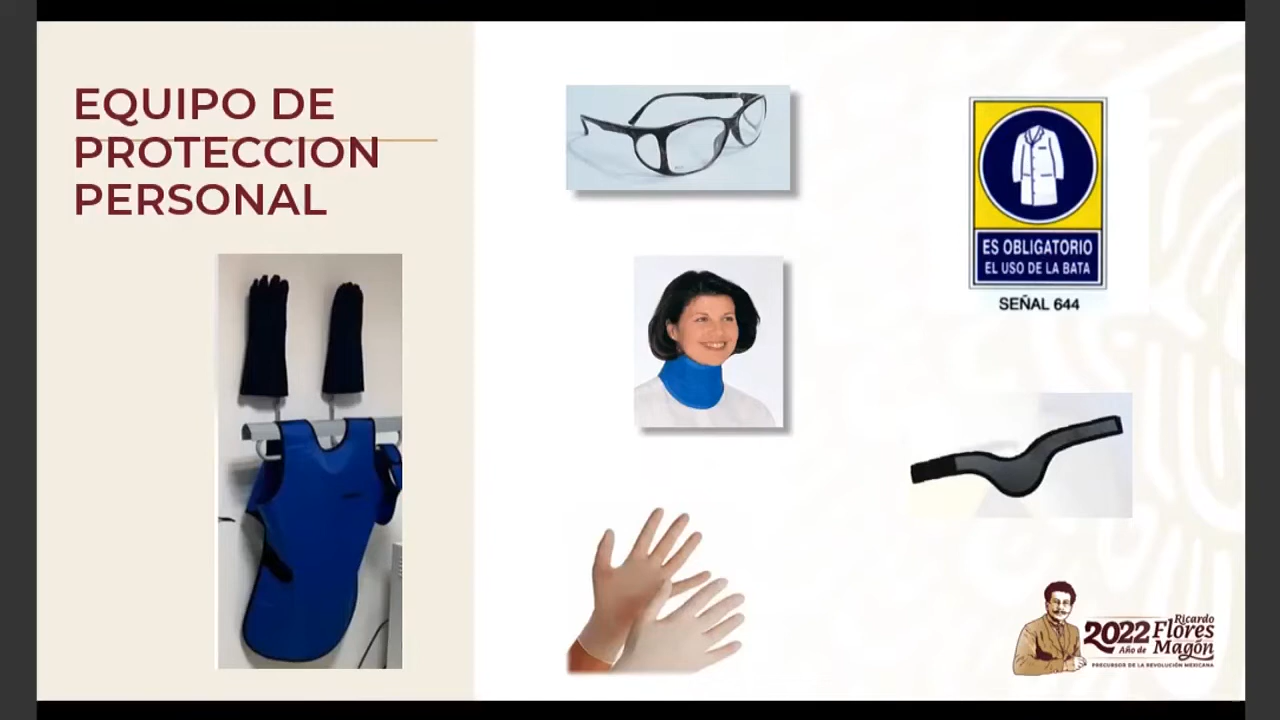 EQUIPO DE
PROTECCION
PERSONAL
ES OBLIGATORIO
EL USO DE LA BATA
SEÑAL 644
2022 Ricardo
Flores
Año de Magón
PRECURSOR DE LA REVOLUCIÓN MEXICANA